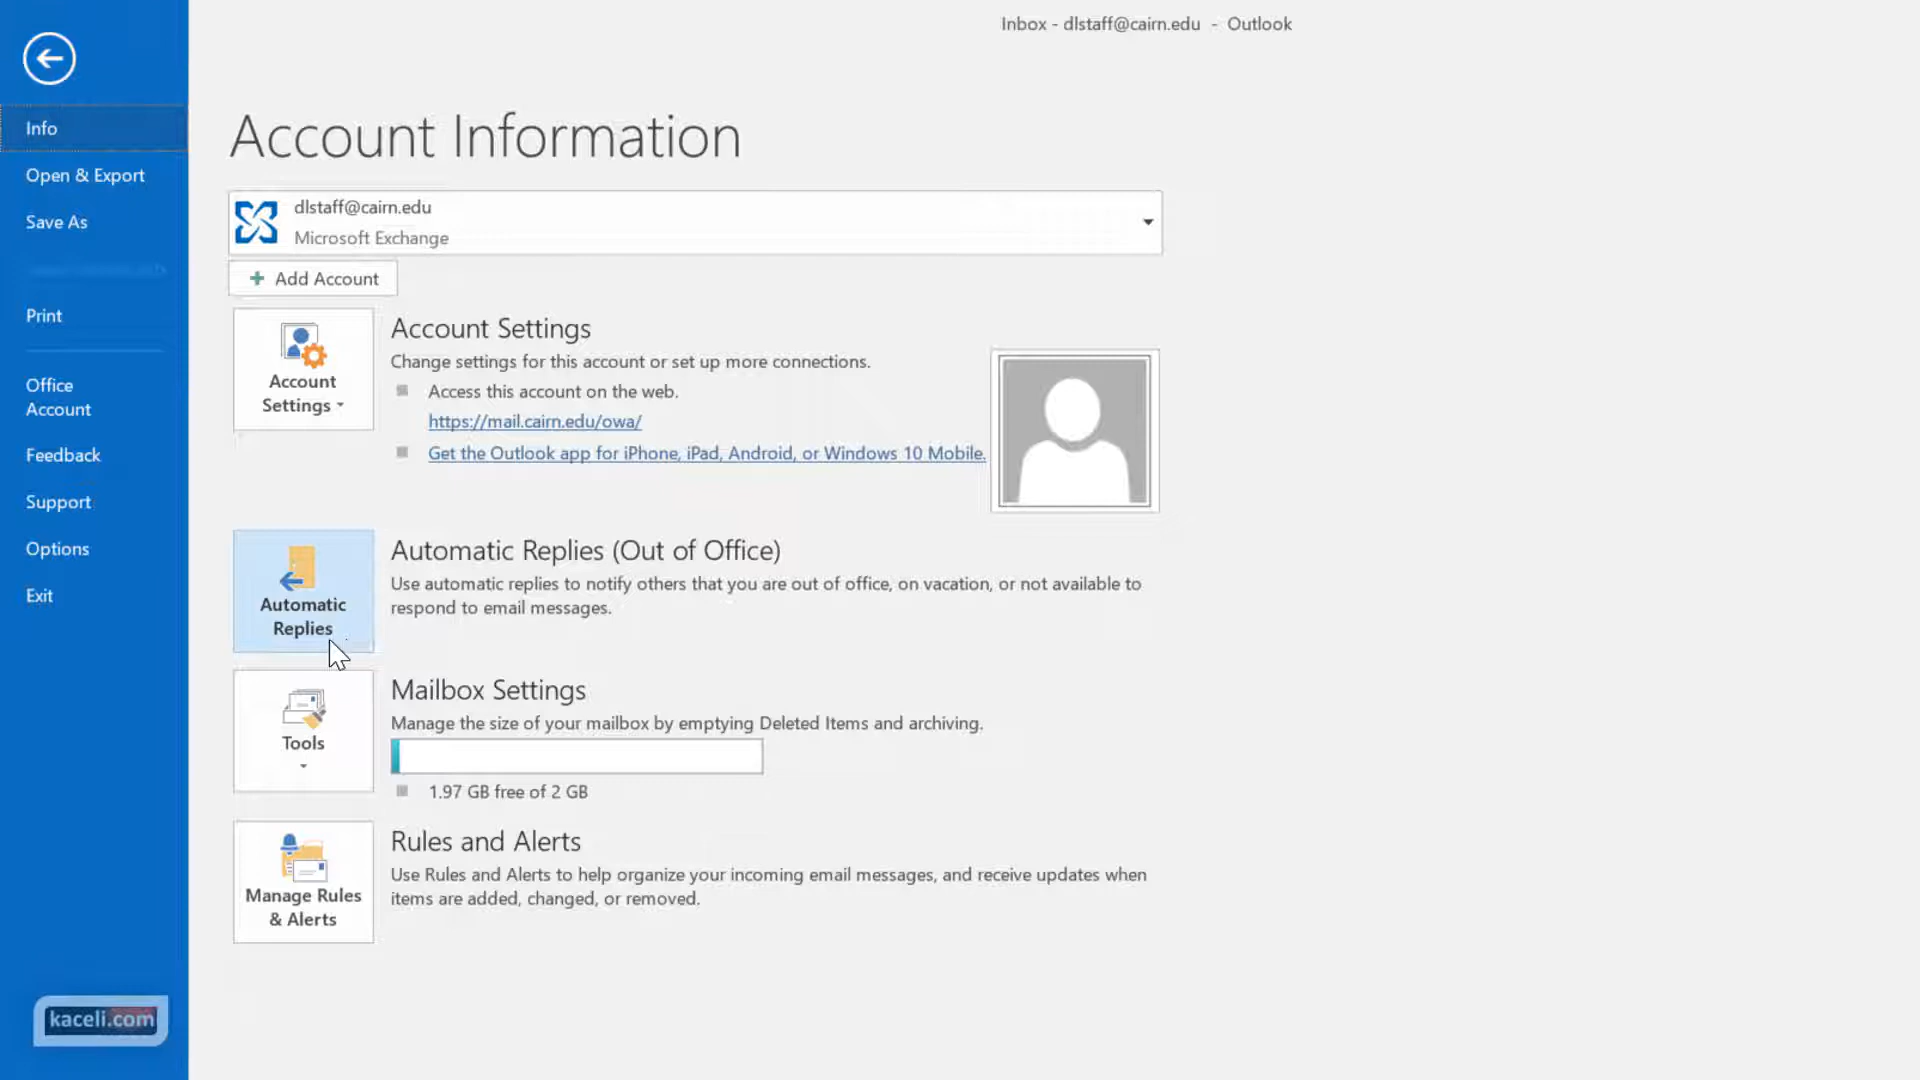 Inbox - dlstaff@cairn.edu - Outlook
Info
Open & Export
Save As
Print
Office
Account
Feedback
Support
Options
Exit
kaceli.com
Account Information
dlstaff@cairn.edu
Microsoft Exchange
+ Add Account
Account
Settings
Account Settings
Change settings for this account or set up more connections.
Access this account on the web.
https://mail.cairn.edu/owa/
Get the Outlook app for iPhone, iPad, Android, or Windows 10 Mobile.
Automatic
Replies
Automatic Replies (Out of Office)
Use automatic replies to notify others that you are out of office, on vacation, or not available to
respond to email messages.
Tools
Mailbox Settings
Manage the size of your mailbox by emptying Deleted Items and archiving.
1.97 GB free of 2 GB
Manage Rules
& Alerts
Rules and Alerts
Use Rules and Alerts to help organize your incoming email messages, and receive updates when
items are added, changed, or removed.